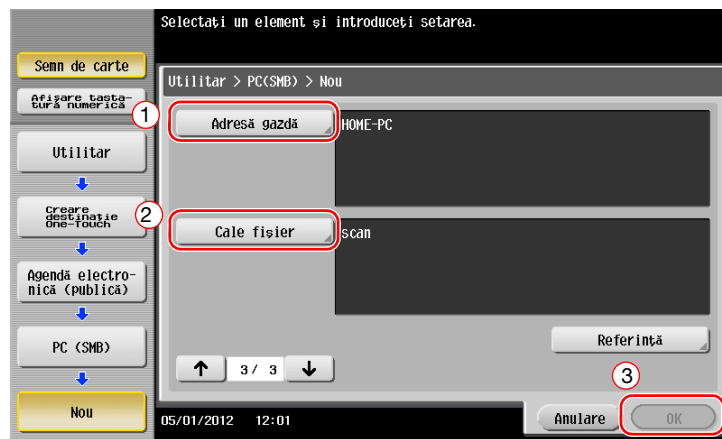 Selectați un element și introduceți setarea.
Semn de carte
Afișare tasta-
tură numerică
1
Utilitar
Creare
destinație
One-Touch
2
Agendă electro-
nică (publică)
PC (SMB)
Nou
Utilitar > PC(SMB) > Nou
Adresă gazdă
HOME-PC
Cale fișier
scan
Referință
↑ 3/ 3 ↓
3
05/01/2012 12:01
Anulare
OK